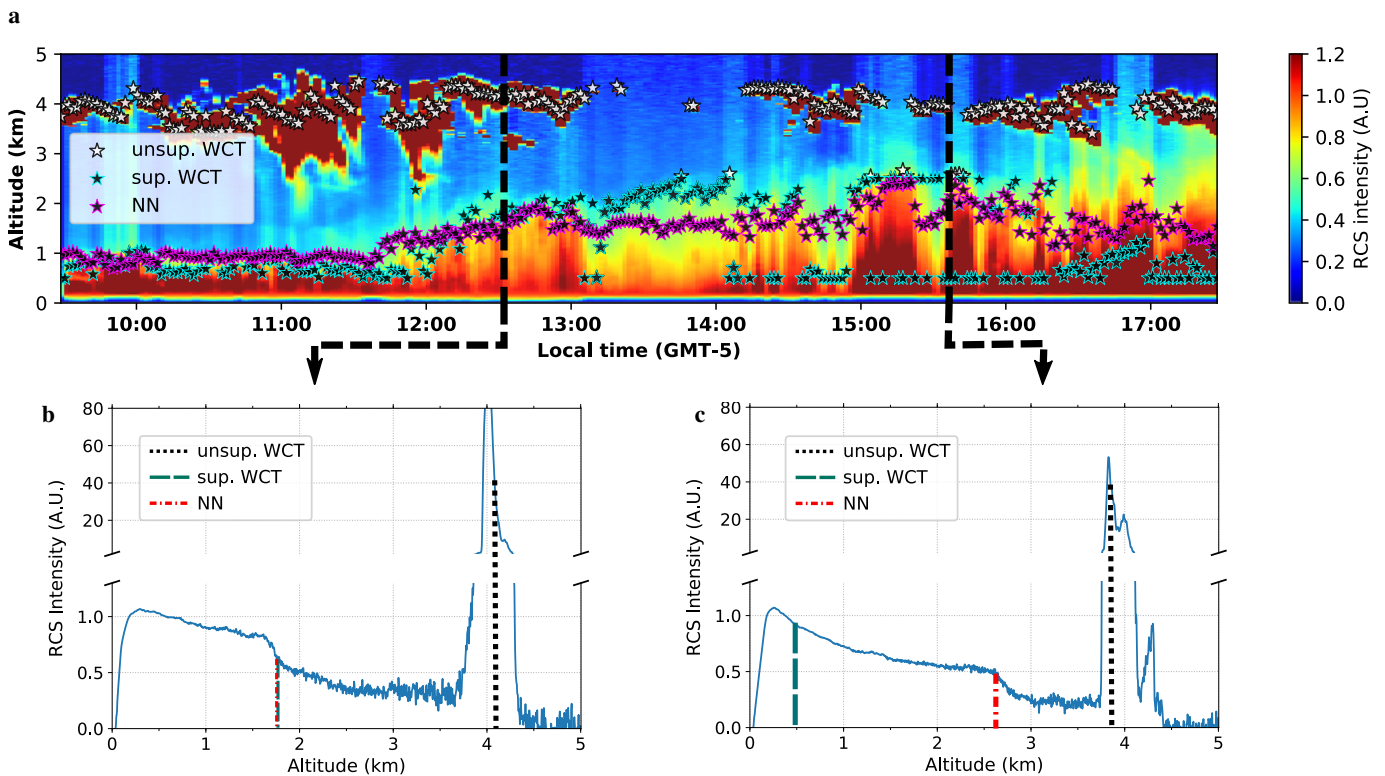 a
5
4
3
2
1
0
Altitude (km)
unsup. WCT
sup. WCT
NN
10:00 11:00 12:00 13:00 14:00 15:00 16:00 17:00
Local time (GMT-5)
1.2
1.0
0.8
0.6
0.4
0.2
0.0
RCS intensity (A.U)
b
80
60
40
20
1.0
0.5
0.0
RCS Intensity (A.U.)
unsup. WCT
sup. WCT
NN
0 1 2 3 4 5
Altitude (km)
c
80
60
40
20
1.0
0.5
0.0
RCS Intensity (A.U.)
unsup. WCT
sup. WCT
NN
0 1 2 3 4 5
Altitude (km)